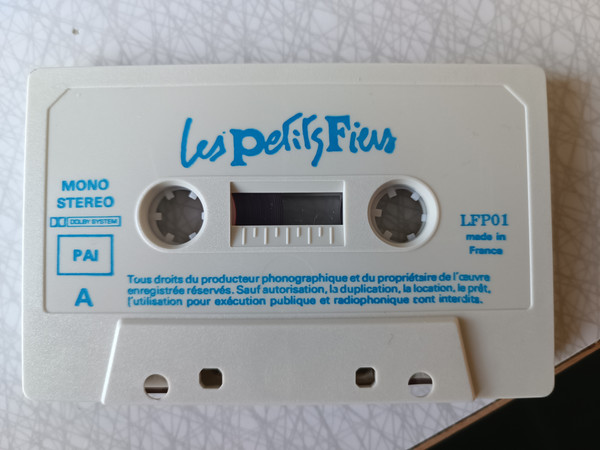 Les Petits Fiers
MONO
STEREO
DOLBY SYSTEM
PAI
A
LFP01
made in
France
Tous droits du producteur phonographique et du propriétaire de l'œuvre
enregistrée réservés. Sauf autorisation, la duplication, la location, le prêt,
l'utilisation pour exécution publique et radiophonique sont interdits.